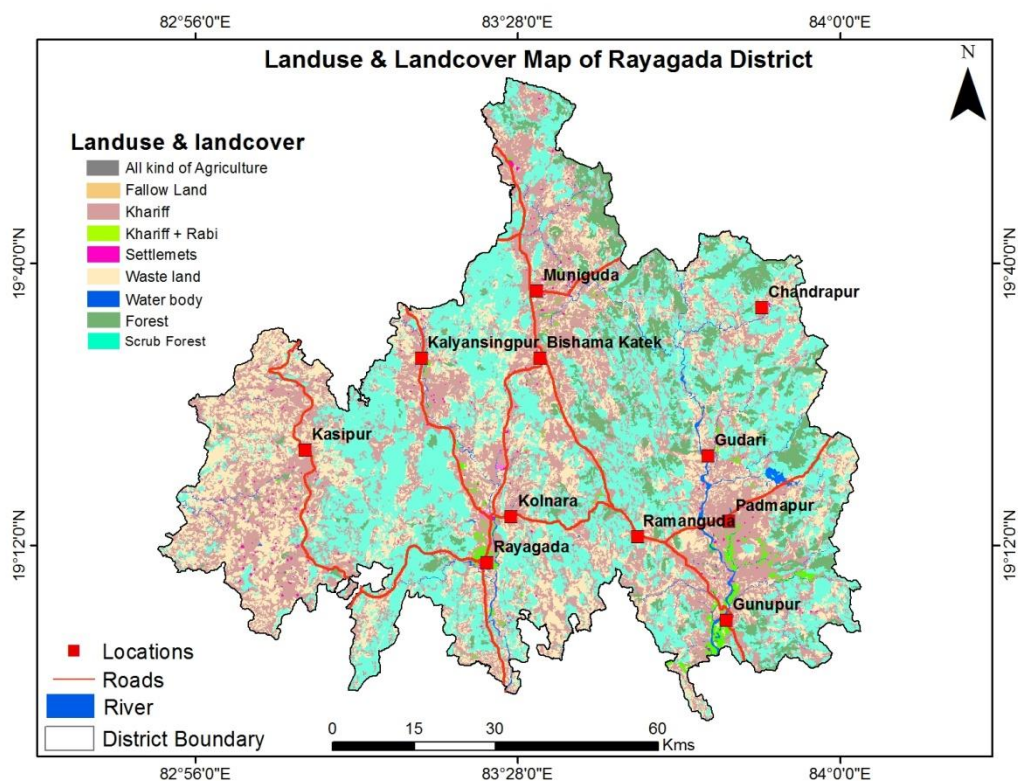 82°56'0"E 83°28'0"E 84°0'0"E
Landuse & Landcover Map of Rayagada District
N
Landuse & landcover
All kind of Agriculture
Fallow Land
Khariff
Khariff + Rabi
Settlemets
Waste land
Water body
Forest
Scrub Forest
19°40'0"N 19°40'0"N
Muniguda
Chandrapur
Kalyansingpur Bishama Katek
Kasipur
Gudari
Kolnara
Padmapur
Ramanguda
19°12'0"N 19°12'0"N
Rayagada
Gunupur
Locations
Roads
River
District Boundary
0 15 30 60
Kms
82°56'0"E 83°28'0"E 84°0'0"E